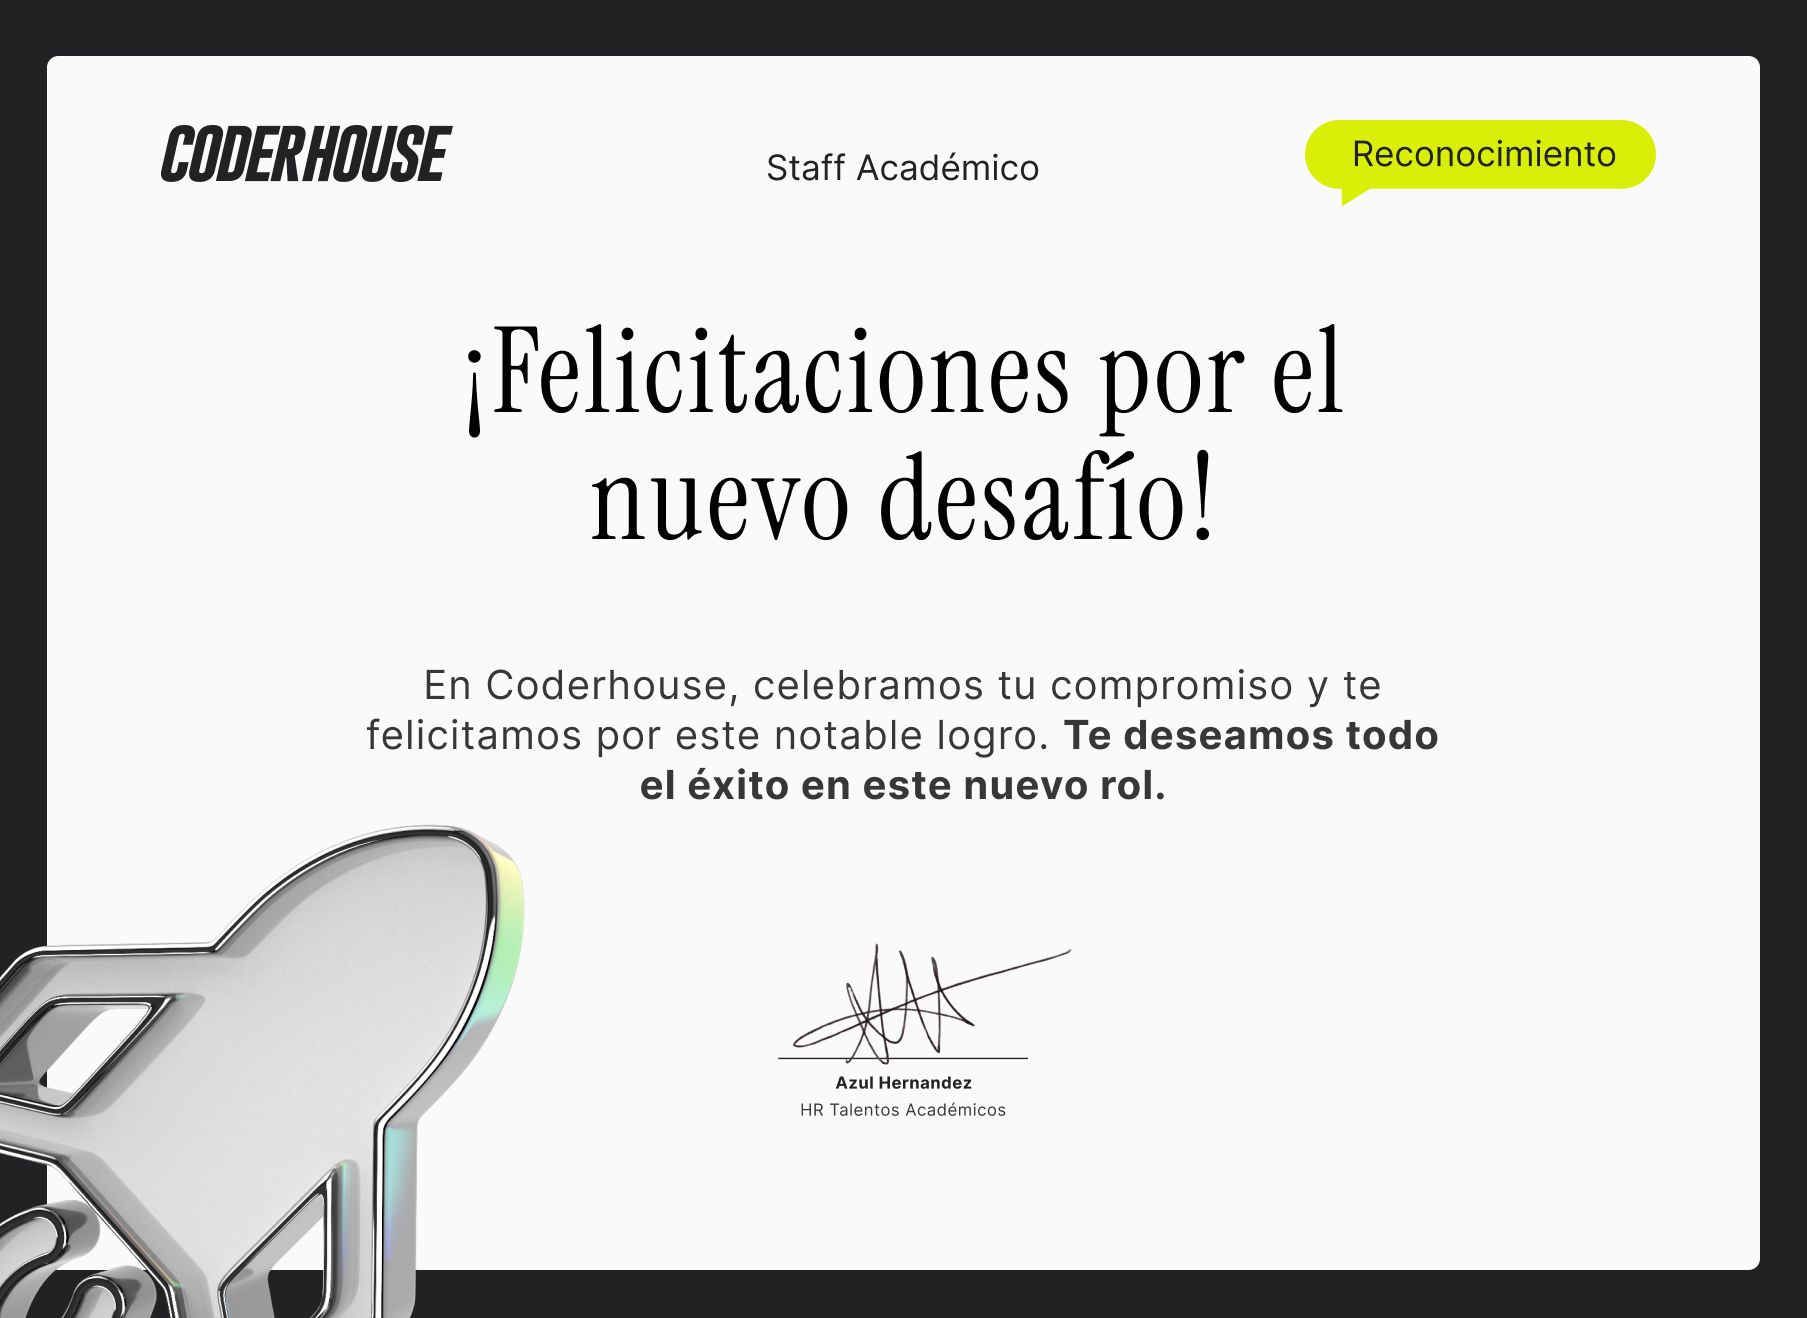 CODERHOUSE
Staff Académico
Reconocimiento
¡Felicitaciones por el
nuevo desafío!
En Coderhouse, celebramos tu compromiso y te
felicitamos por este notable logro. Te deseamos todo
el éxito en este nuevo rol.
Azul Hernandez
HR Talentos Académicos